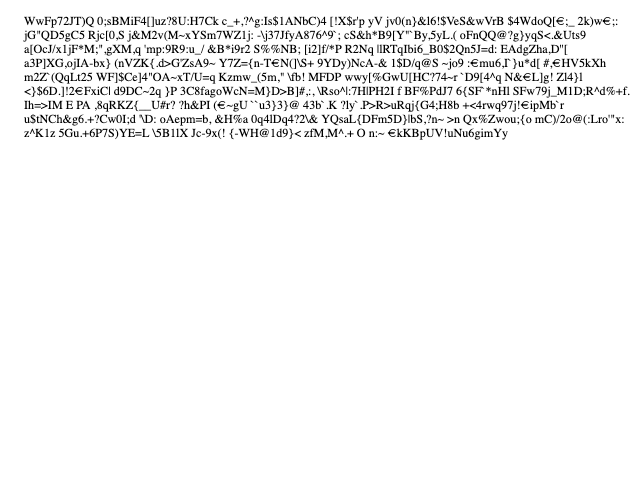 WwFp72JT)Q 0;sBMiF4[]uz?8U:H7Ck c_+,?^g:Is$1ANbC)4 [!X$r'p yV jv0(n}&l6!$VeS&wVrB $4WdoQ[€;_ 2k)w€;:
jG"QD5gC5 Rjc[0,S j&M2v(M~xYSm7WZ1j: -\j37JfyA876^9`; cS&h*B9[Y"`By,5yL.( oFnQQ@?g}yqS<.&Uts9
a[OcJ/x1jF*M;",gXM,q 'mp:9R9:u_/ &B*i9r2 S%%NB; [i2]f/*P R2Nq llRTqIbi6_B0$2Qn5J=d: EAdgZha,D"[
a3P]XG,ojIA-bx} (nVZK{.d>G'ZsA9~ Y7Z={n-T€N(]\S+ 9YDy)NcA-& 1$D/q@S ~jo9 :€mu6,I`}u*d[ #,€HV5kXh
m2Z`(QqLt25 WF]$Ce]4"OA~xT/U=q Kzmw_(5m," \fb! MFDP wwy[%GwU[HC?74~r `D9[4^q N&€L]g! Zl4}l
<}$6D.]!2€FxiC| d9DC~2q }P 3C8fagoWcN=M}D>B]#,:, \Rso^|:7HlPH2I f BF%PdJ7 6{SF`*nHlI SFw79j_M1D;R^d%+f.
Ih=>IM E PA ,8qRKZ{__U#r? ?h&PI (€~gU``u3}3}@ 43b`.K ?ly`.P>R>uRqj{G4;H8b +<4rwq97j!€ipMb`r
u$tNCh&g6.+?Cw0I;d '\D: oAepm=b, &H%a 0q4lDq4?2\& YQsaL{DFm5D}|bS,?n~ >n Qx%Zwou;{o mC)/2o@(:Lro'"x:
z^K1z 5Gu.+6P7S)YE=L \5B1lX Jc-9x(! {-WH@1d9}< zfM,M^.+ O n:~ €kKBpUV!uNu6gimYy